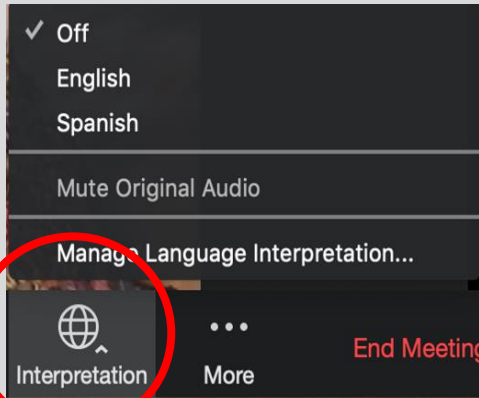 Off
English
Spanish
Mute Original Audio
Manage Language Interpretation...
Interpretation
More
End Meeting